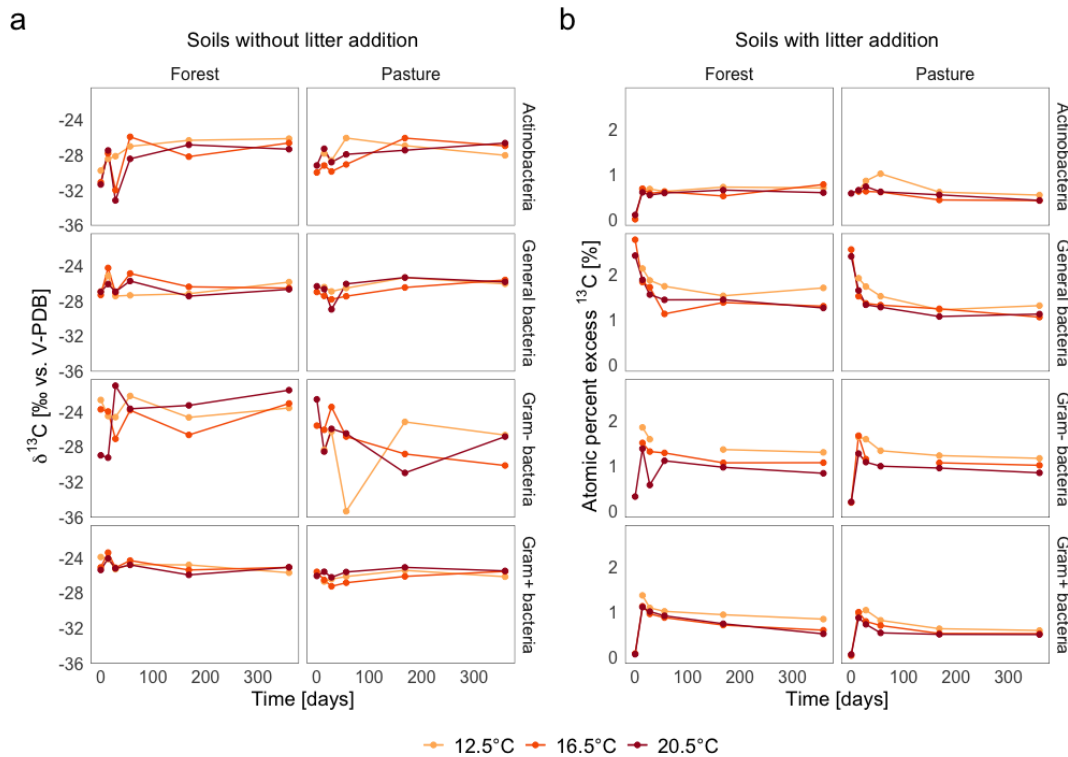 a
Soils without litter addition
Forest
Pasture
δ¹³C [‰ vs. V-PDB]
-24
-28
-32
-36
Actinobacteria
-24
-28
-32
-36
General bacteria
-24
-28
-32
-36
Gram- bacteria
-24
-28
-32
-36
Gram+ bacteria
0 100 200 300
0 100 200 300
Time [days]
b
Soils with litter addition
Forest
Pasture
Atomic percent excess ¹³C [%]
2
1
0
Actinobacteria
2
1
0
General bacteria
2
1
0
Gram- bacteria
2
1
0
Gram+ bacteria
0 100 200 300
0 100 200 300
Time [days]
12.5°C 16.5°C 20.5°C